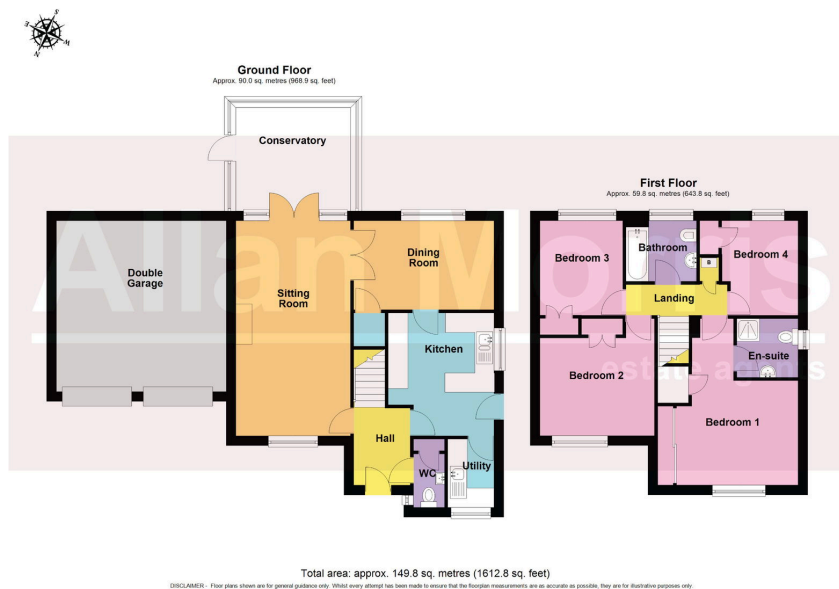 S
E
W
N
Ground Floor
Approx. 90.0 sq. metres (968.9 sq. feet)
Conservatory
First Floor
Approx. 59.8 sq. metres (643.8 sq. feet)
Double
Garage
Sitting
Room
Dining
Room
Kitchen
Hall
WC
Utility
Bedroom 3
Bathroom
Bedroom 4
Landing
Bedroom 2
En-suite
Bedroom 1
Allan Morris
estate agents
Total area: approx. 149.8 sq. metres (1612.8 sq. feet)
DISCLAIMER - Floor plans shown are for general guidance only. Whilst every attempt has been made to ensure that the floorplan measurements are as accurate as possible, they are for illustrative purposes only.